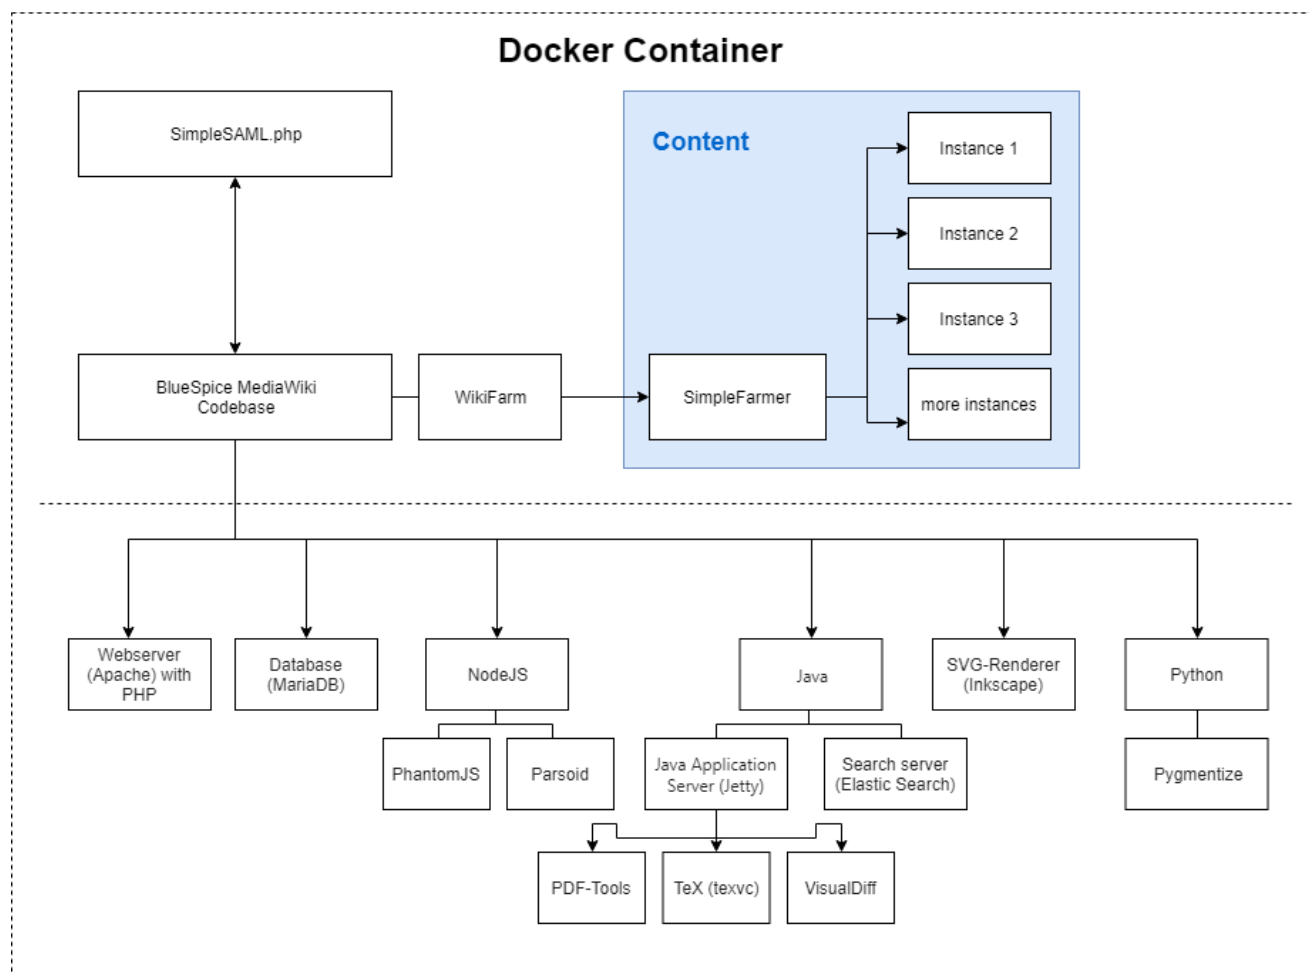 Docker Container
SimpleSAML.php
Content
Instance 1
Instance 2
Instance 3
more instances
BlueSpice MediaWiki
Codebase
WikiFarm
SimpleFarmer
Webserver
(Apache) with
PHP
Database
(MariaDB)
NodeJS
Java
SVG-Renderer
(Inkscape)
Python
PhantomJS
Parsoid
Java Application
Server (Jetty)
Search server
(Elastic Search)
Pygmentize
PDF-Tools
TeX (texvc)
VisualDiff